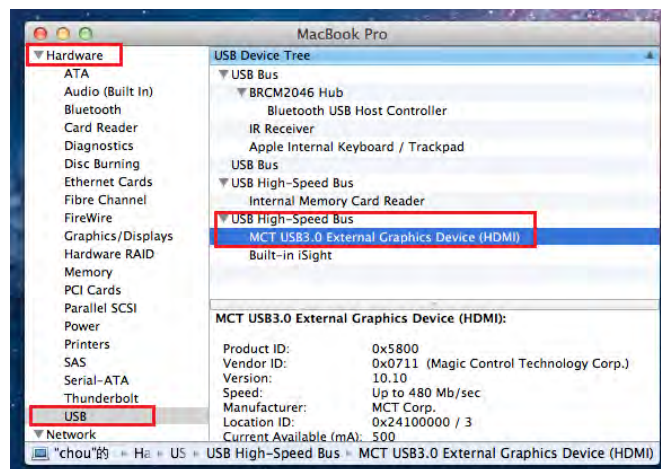 MacBook Pro
Hardware
ATA
Audio (Built In)
Bluetooth
Card Reader
Diagnostics
Disc Burning
Ethernet Cards
Fibre Channel
FireWire
Graphics/Displays
Hardware RAID
Memory
PCI Cards
Parallel SCSI
Power
Printers
SAS
Serial-ATA
Thunderbolt
USB
Network
USB Device Tree
USB Bus
BRCM2046 Hub
Bluetooth USB Host Controller
IR Receiver
Apple Internal Keyboard / Trackpad
USB Bus
USB High-Speed Bus
Internal Memory Card Reader
USB High-Speed Bus
MCT USB3.0 External Graphics Device (HDMI)
Built-in iSight
MCT USB3.0 External Graphics Device (HDMI):
Product ID: 0x5800
Vendor ID: 0x0711 (Magic Control Technology Corp.)
Version: 10.10
Speed: Up to 480 Mb/sec
Manufacturer: MCT Corp.
Location ID: 0x24100000 / 3
Current Available (mA): 500
"chou"的 ▸ Ha ▸ US ▸ USB High-Speed Bus ▸ MCT USB3.0 External Graphics Device (HDMI)